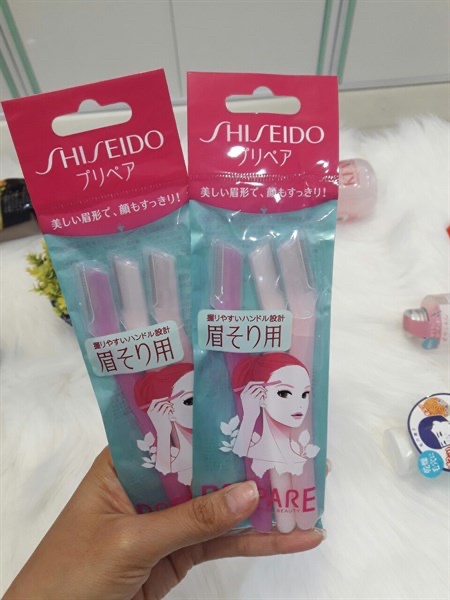 SHISEIDO
プリペア
美しい眉形で、顔もすっきり!
握りやすいハンドル設計
眉そり用
SHISEIDO
プリペア
美しい眉形で、顔もすっきり!
握りやすいハンドル設計
眉そり用
BEAUTY